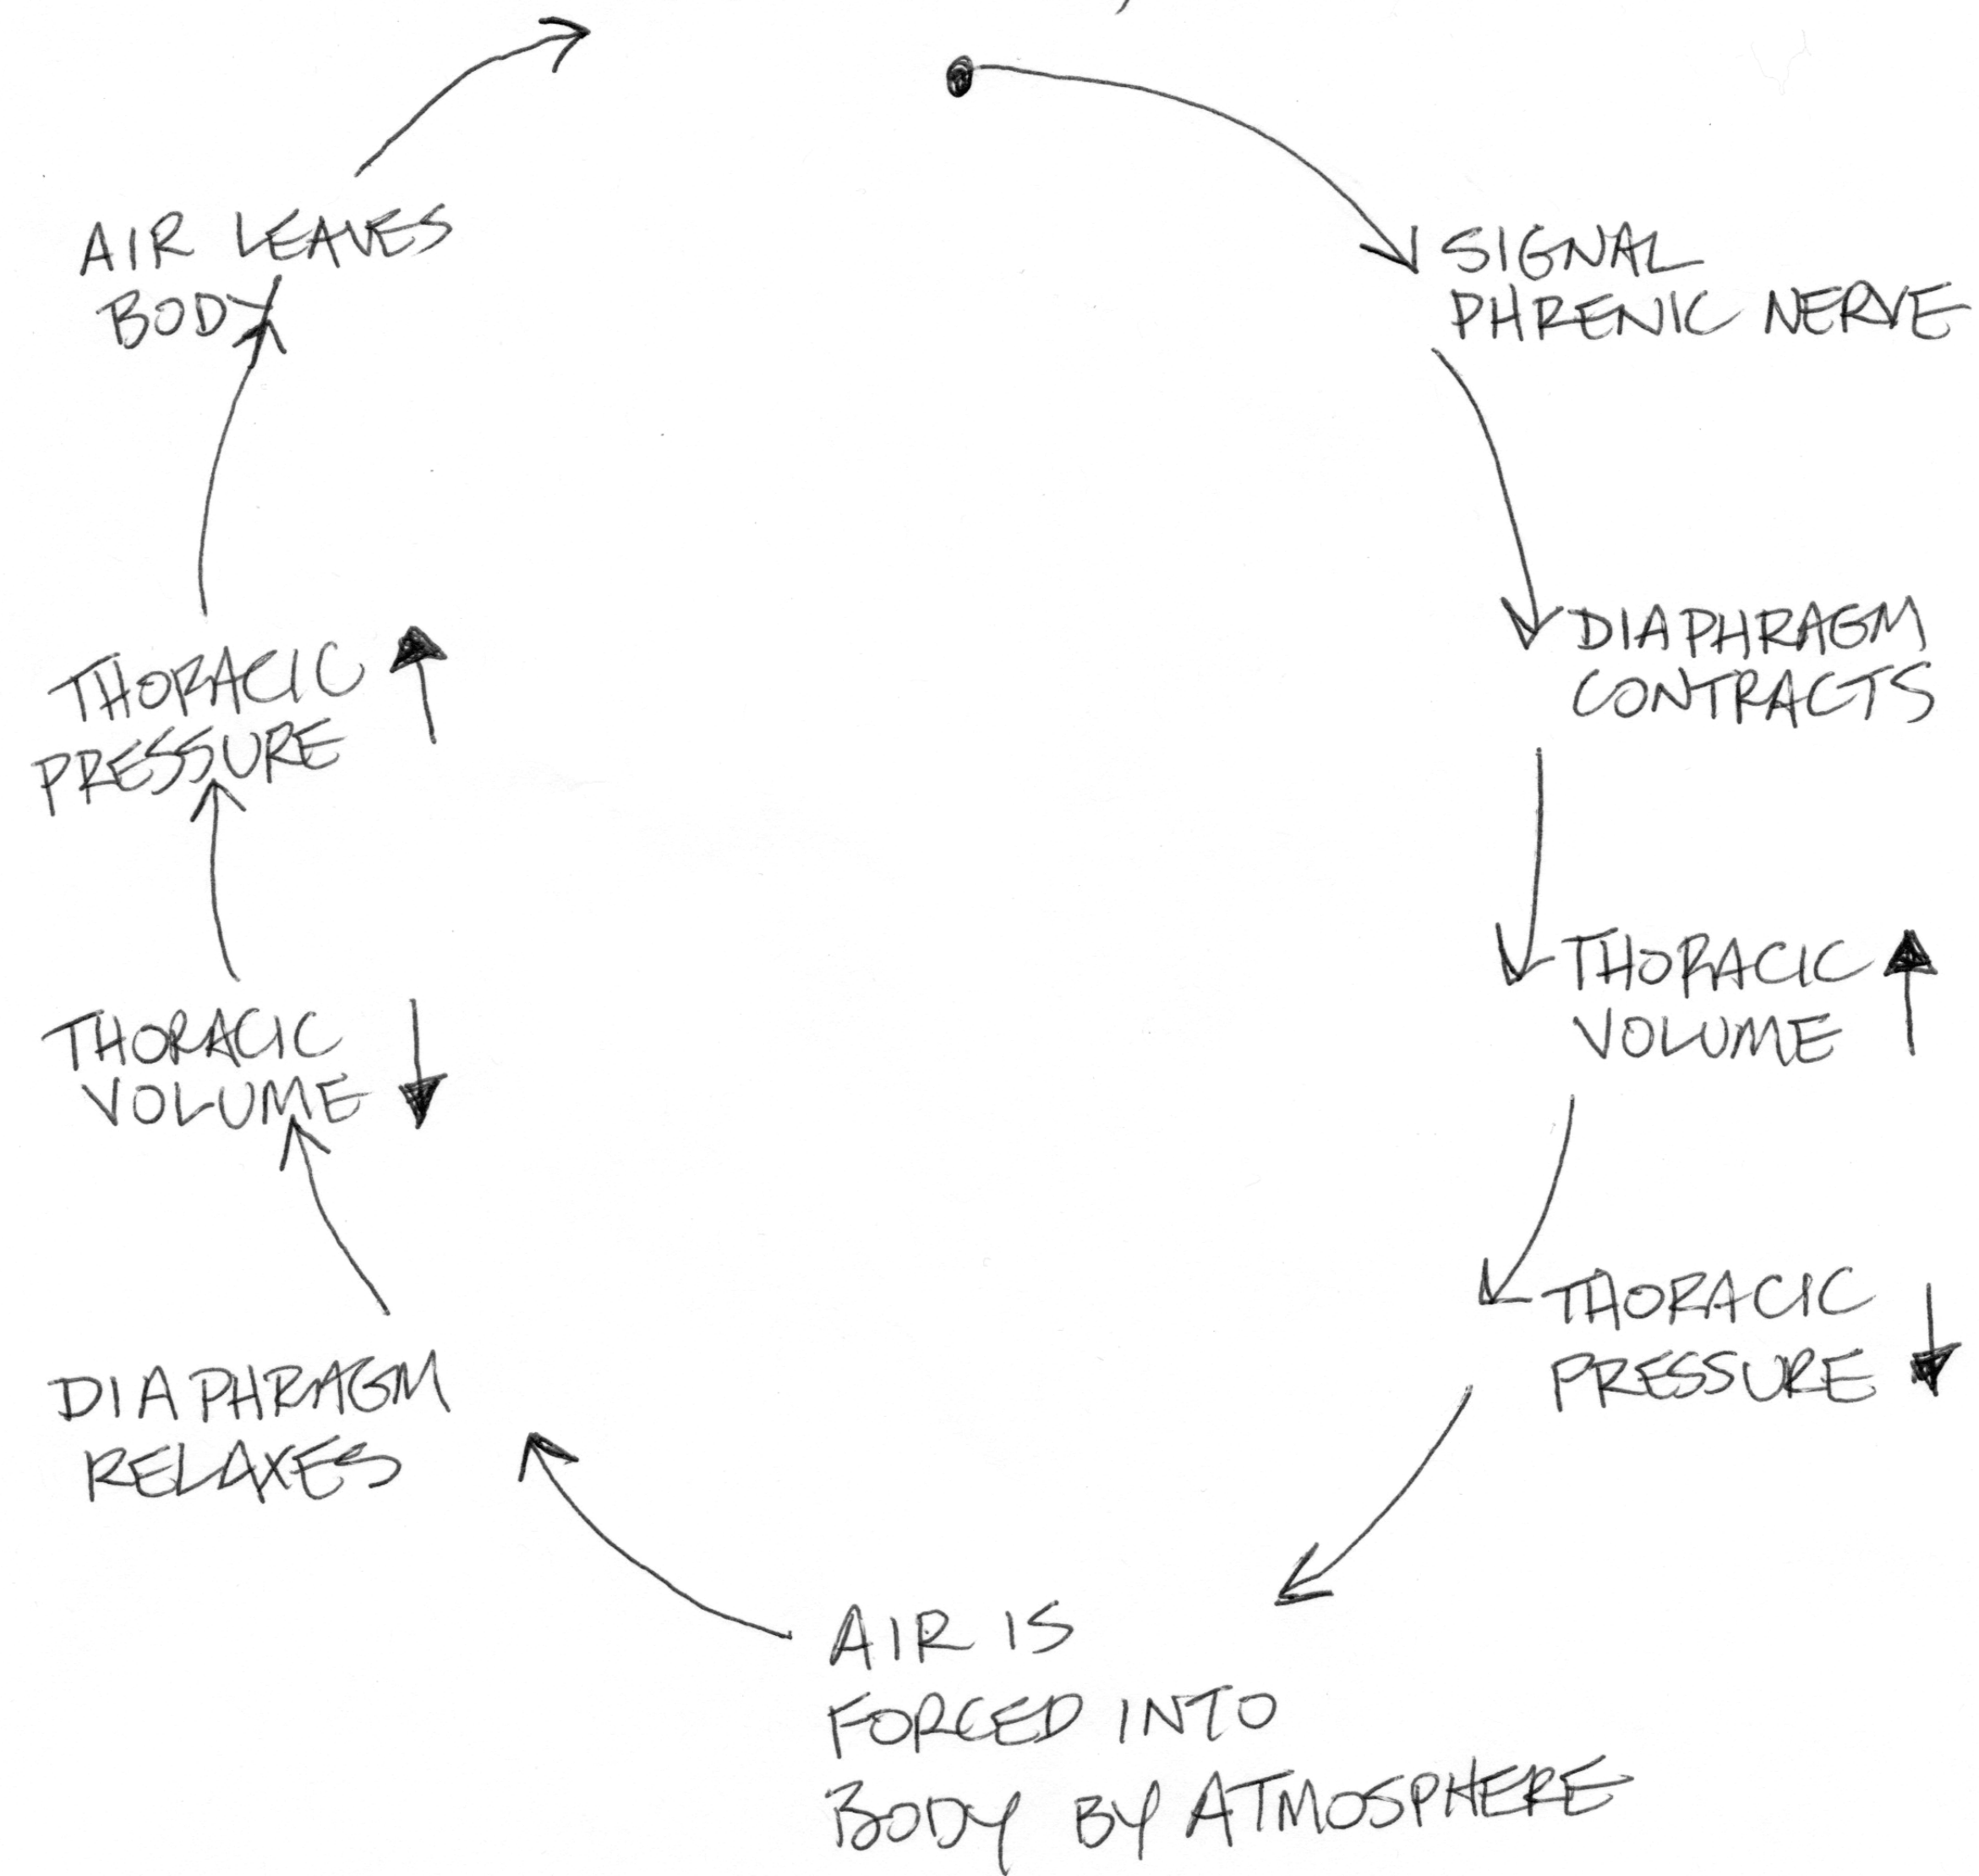 SIGNAL
PHRENIC NERVE
DIAPHRAGM
CONTRACTS
THORACIC ↑
VOLUME
THORACIC
PRESSURE ↓
AIR IS
FORCED INTO
BODY BY ATMOSPHERE
DIAPHRAGM
RELAXES
THORACIC ↓
VOLUME
THORACIC ↑
PRESSURE
AIR LEAVES
BODY